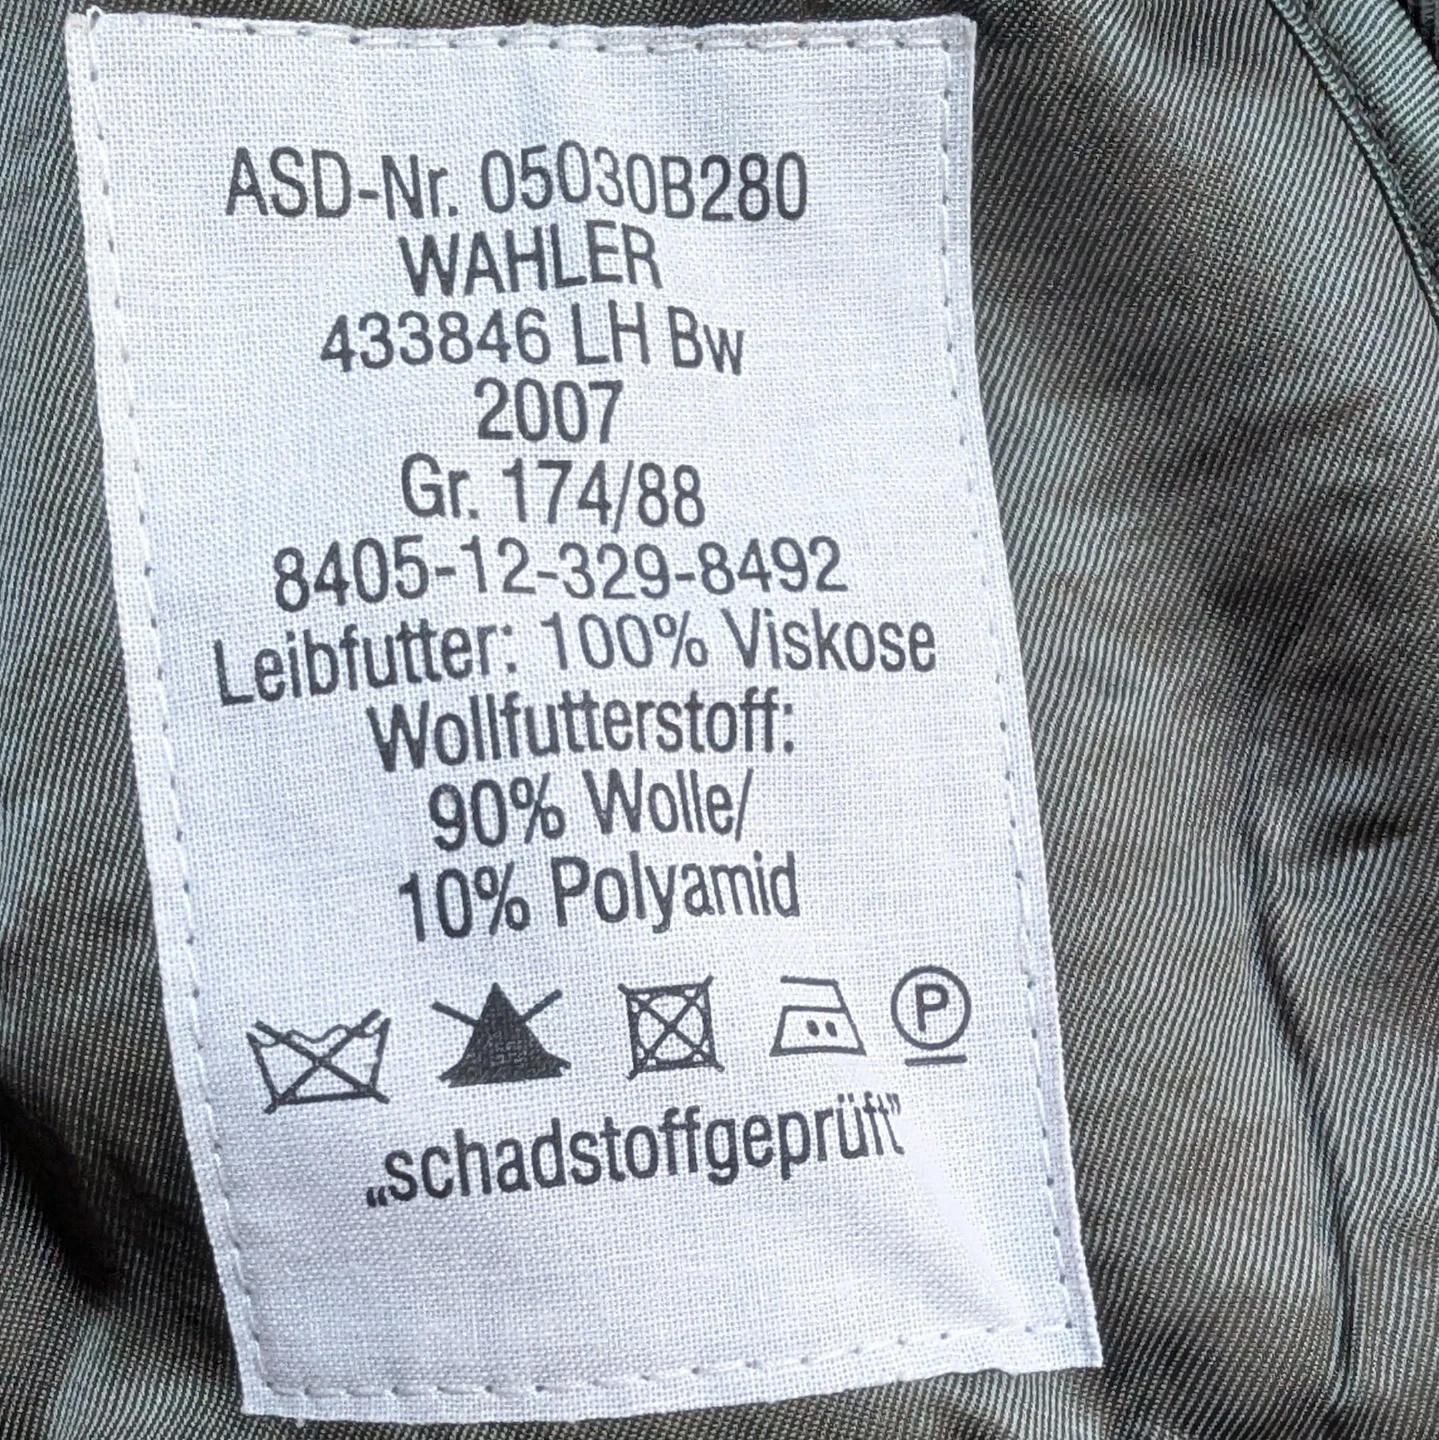 ASD-Nr. 05030B280
WAHLER
433846 LH Bw
2007
Gr. 174/88
8405-12-329-8492
Leibfutter: 100% Viskose
Wollfutterstoff:
90% Wolle/
10% Polyamid
P
„schadstoffgeprüft”